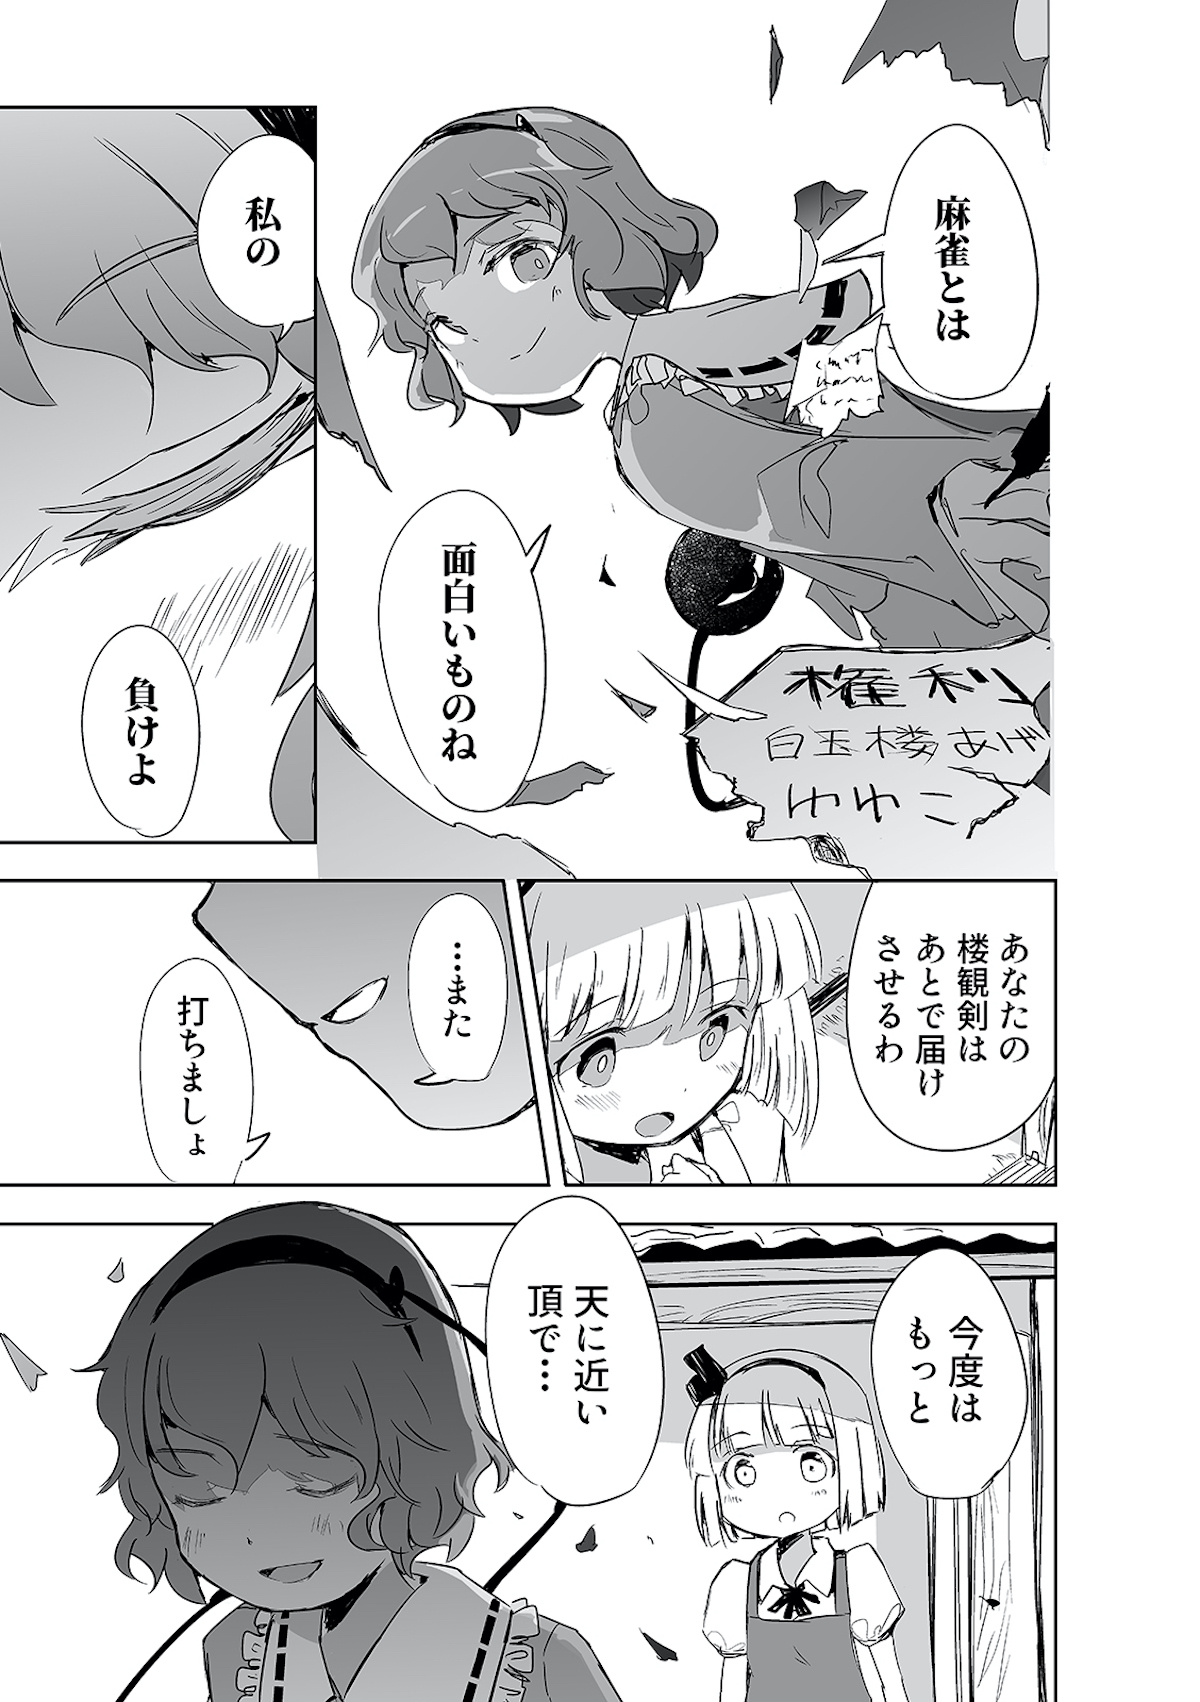 麻雀とは
面白いものね
権利
白玉楼あげ
ゆゆこ
私の
負けよ
あなたの
楼観剣は
あとで届け
させるわ
…また
打ちましょ
今度は
もっと
天に近い
頂で…